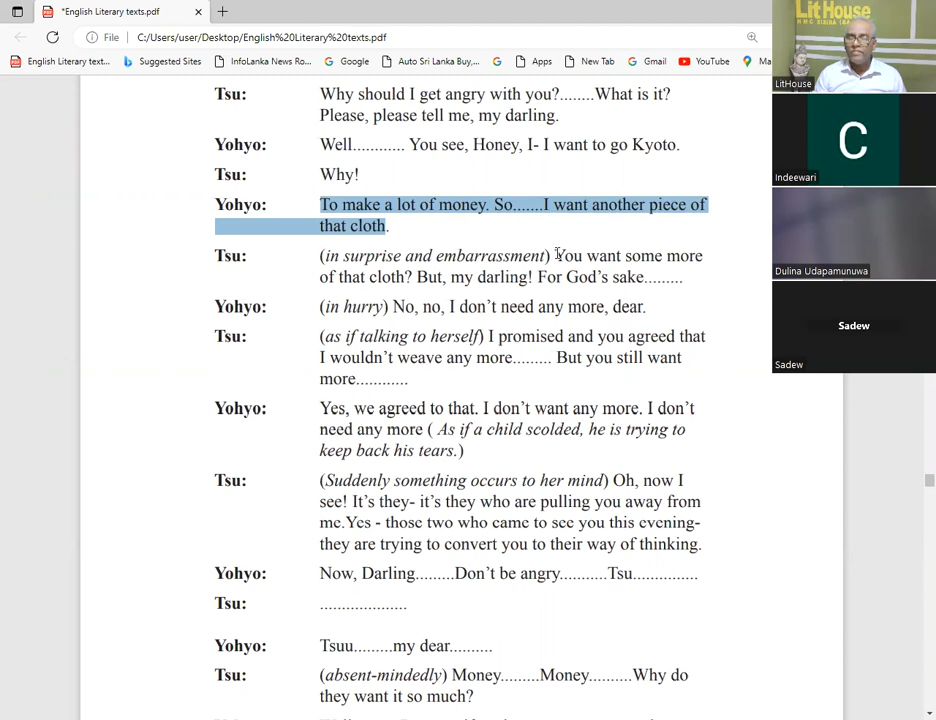 *English Literary texts.pdf
File
C:/Users/user/Desktop/English%20Literary%20texts.pdf
English Literary text... Suggested Sites InfoLanka News Ro... Google Auto Sri Lanka Buy,... Apps New Tab Gmail YouTube Ma
Tsu: Why should I get angry with you?........What is it?
Please, please tell me, my darling.
Yohyo: Well............ You see, Honey, I- I want to go Kyoto.
Tsu: Why!
Yohyo: To make a lot of money. So.......I want another piece of
that cloth.
Tsu: (in surprise and embarrassment) You want some more
of that cloth? But, my darling! For God's sake.........
Yohyo: (in hurry) No, no, I don't need any more, dear.
Tsu: (as if talking to herself) I promised and you agreed that
I wouldn't weave any more......... But you still want
more............
Yohyo: Yes, we agreed to that. I don't want any more. I don't
need any more ( As if a child scolded, he is trying to
keep back his tears.)
Tsu: (Suddenly something occurs to her mind) Oh, now I
see! It's they- it's they who are pulling you away from
me.Yes - those two who came to see you this evening-
they are trying to convert you to their way of thinking.
Yohyo: Now, Darling.........Don't be angry..........Tsu...............
Tsu: ....................
Yohyo: Tsuu.........my dear..........
Tsu: (absent-mindedly) Money.........Money..........Why do
they want it so much?
LitHouse
LitHouse
C
Indeewari
Dulina Udapamunuwa
Sadew
Sadew